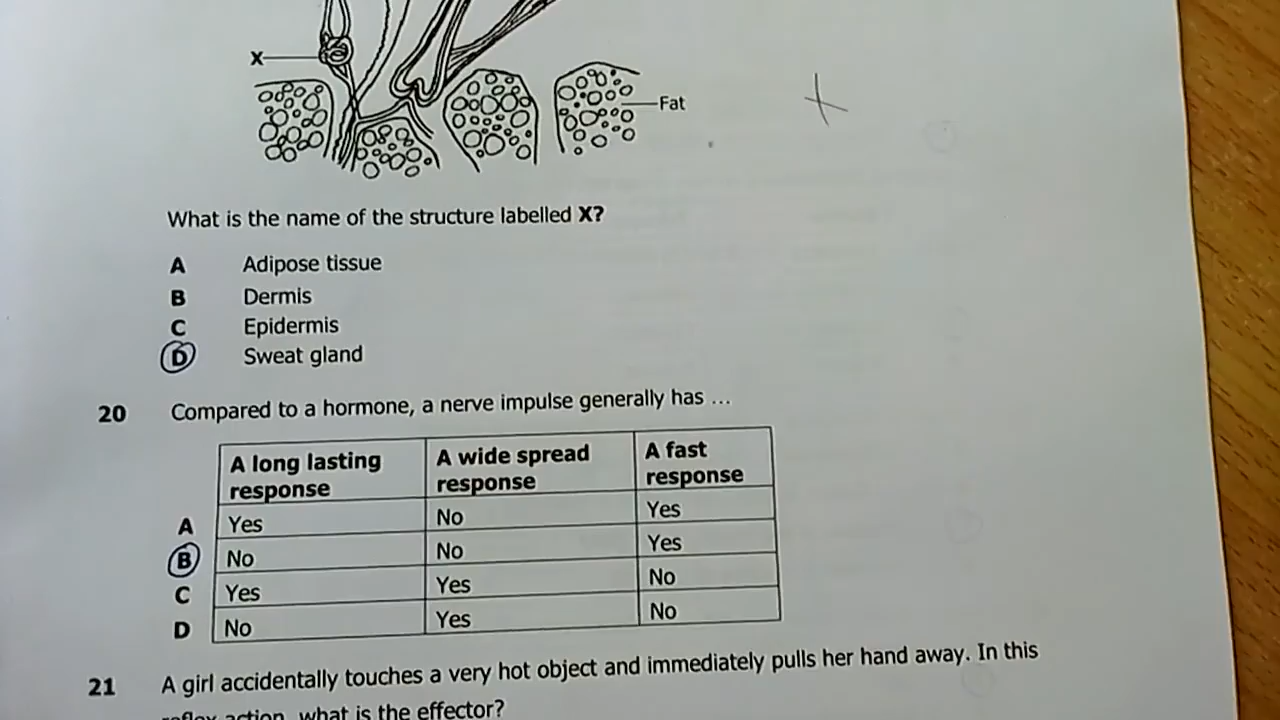 X
Fat
What is the name of the structure labelled X?
A Adipose tissue
B Dermis
C Epidermis
D Sweat gland
20 Compared to a hormone, a nerve impulse generally has ...
A long lasting response A wide spread response A fast response
A Yes No Yes
B No No Yes
C Yes Yes No
D No Yes No
21 A girl accidentally touches a very hot object and immediately pulls her hand away. In this
reflex action, what is the effector?